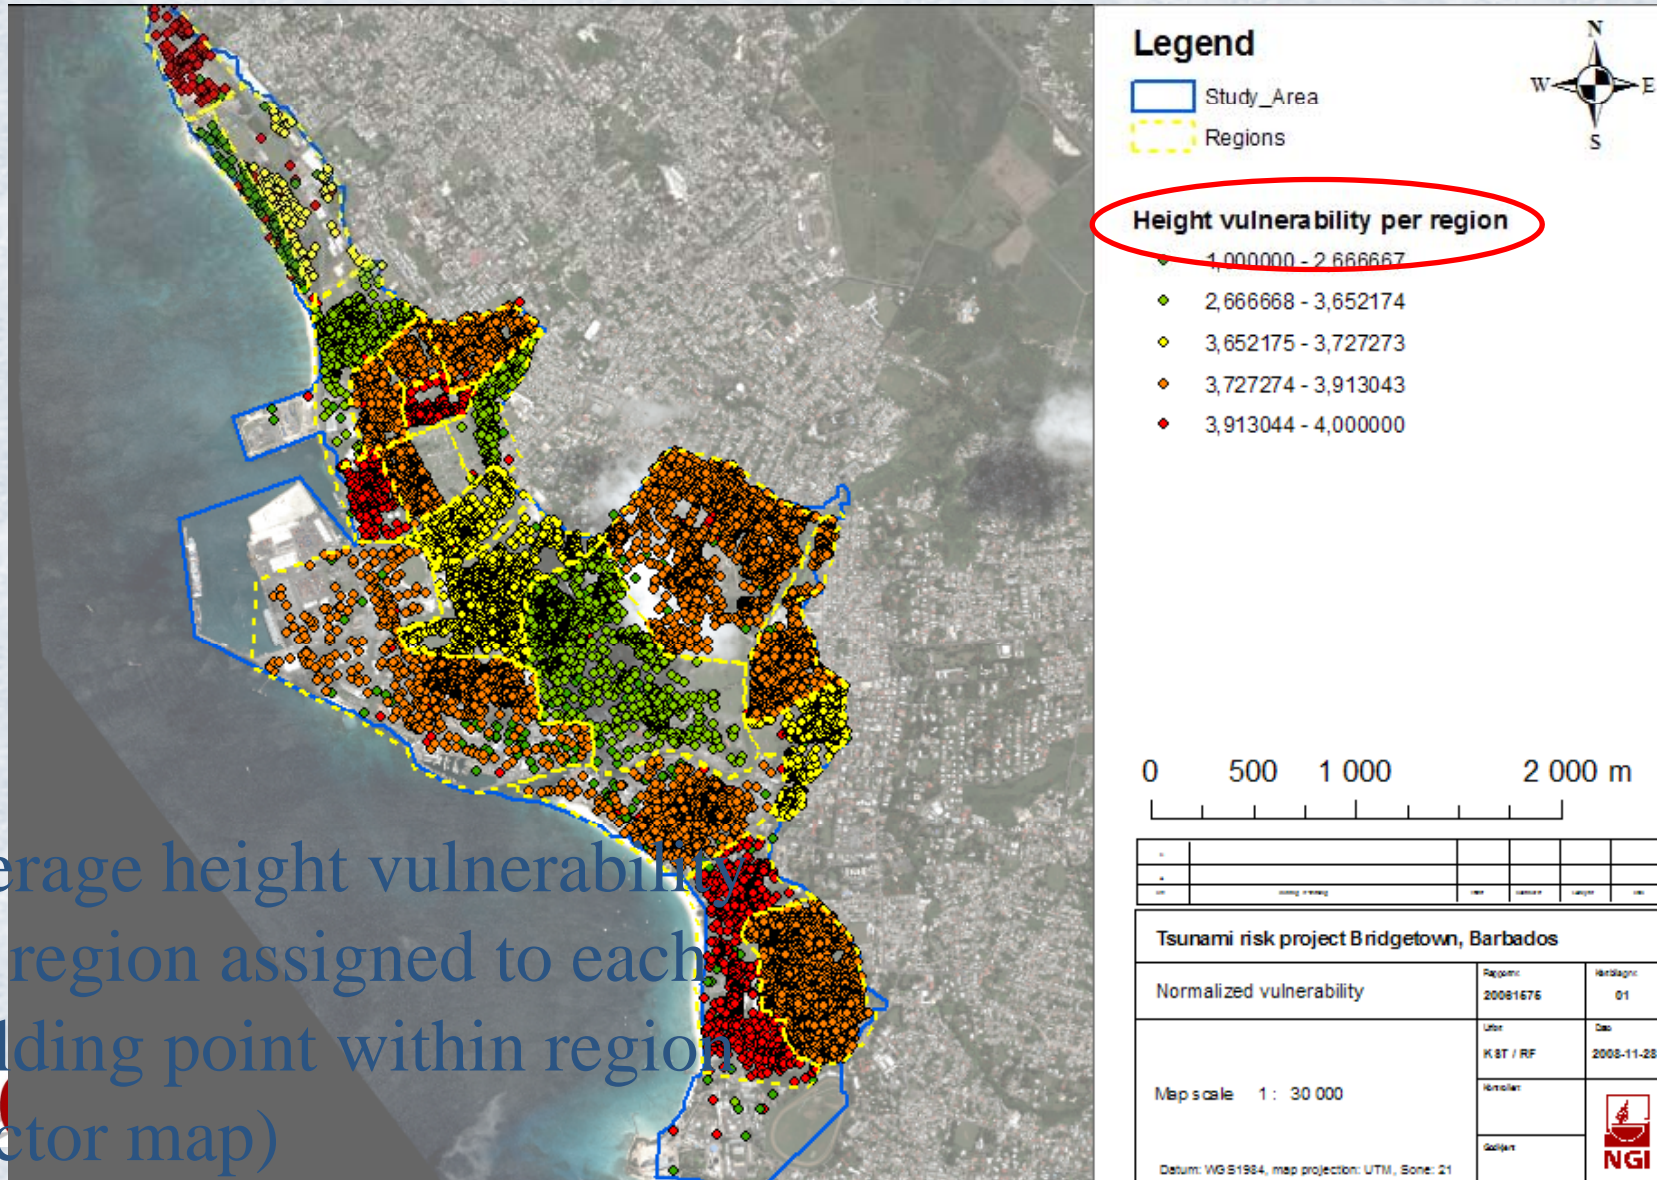 Legend
N
W E
S
Study_Area
Regions
Height vulnerability per region
1,000000 - 2,666667
2,666668 - 3,652174
3,652175 - 3,727273
3,727274 - 3,913043
3,913044 - 4,000000
0 500 1 000 2 000 m
Tsunami risk project Bridgetown, Barbados
Normalized vulnerability
20061575
01
K ST / RF
2008-11-28
Map scale 1 : 30 000
NGI
Datum: WGS1984, map projection: UTM, Sone: 21
erage height vulnerability
region assigned to each
lding point within region
ctor map)